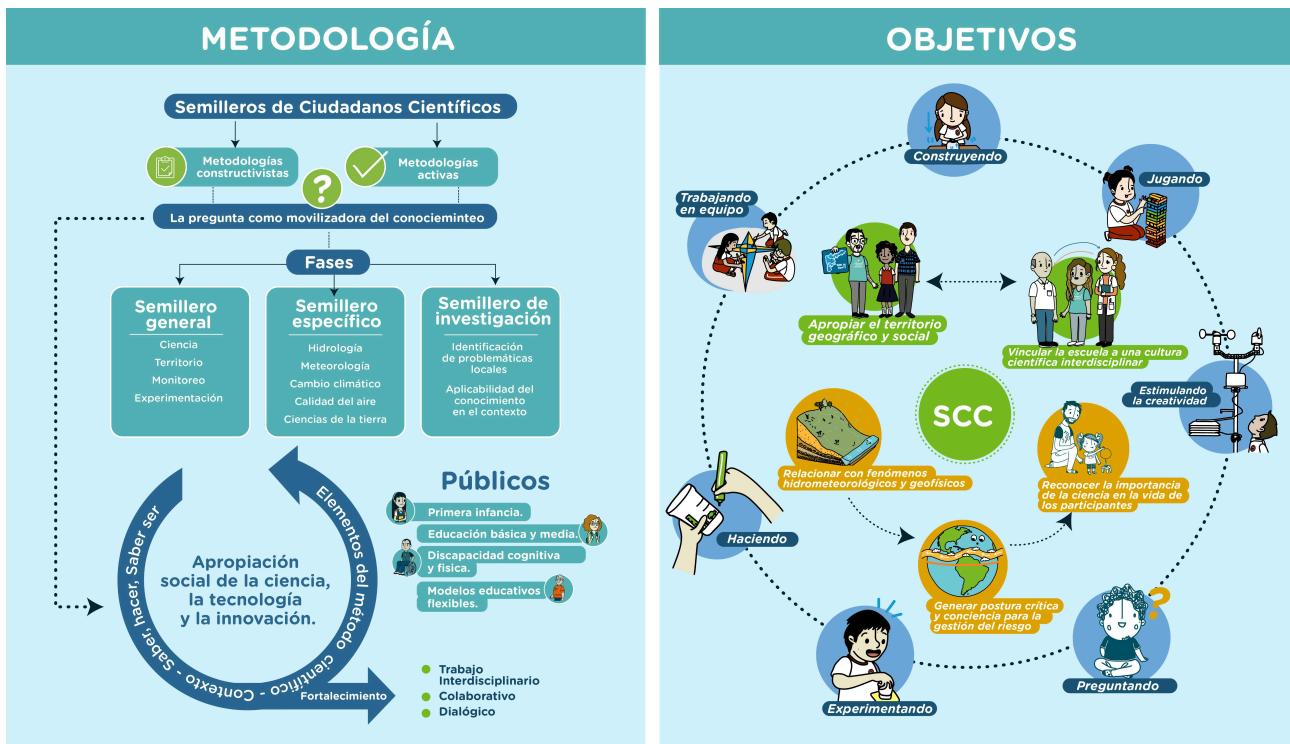 METODOLOGÍA
Semilleros de Ciudadanos Científicos
Metodologías
constructivistas
Metodologías
activas
?
La pregunta como movilizadora del conocieminteo
Fases
Semillero
general
Ciencia
Territorio
Monitoreo
Experimentación
Semillero
específico
Hidrología
Meteorología
Cambio climático
Calidad del aire
Ciencias de la tierra
Semillero de
investigación
Identificación
de problemáticas
locales
Aplicabilidad del
conocimiento
en el contexto
Apropiación
social de la ciencia,
la tecnología
y la innovación.
Elementos del método científico - Contexto - Saber, hacer, Saber ser
Fortalecimiento
Públicos
Primera infancia.
Educación básica y media.
Discapacidad cognitiva
y fisica.
Modelos educativos
flexibles.
Trabajo
Interdisciplinario
Colaborativo
Dialógico
OBJETIVOS
Construyendo
Jugando
Trabajando
en equipo
Apropiar el territorio
geográfico y social
Vincular la escuela a una cultura
científica interdisciplinar
Estimulando
la creatividad
SCC
Relacionar con fenómenos
hidrometeorológicos y geofísicos
Reconocer la importancia
de la ciencia en la vida de
los participantes
Haciendo
Generar postura crítica
y conciencia para la
gestión del riesgo
?
Preguntando
Experimentando